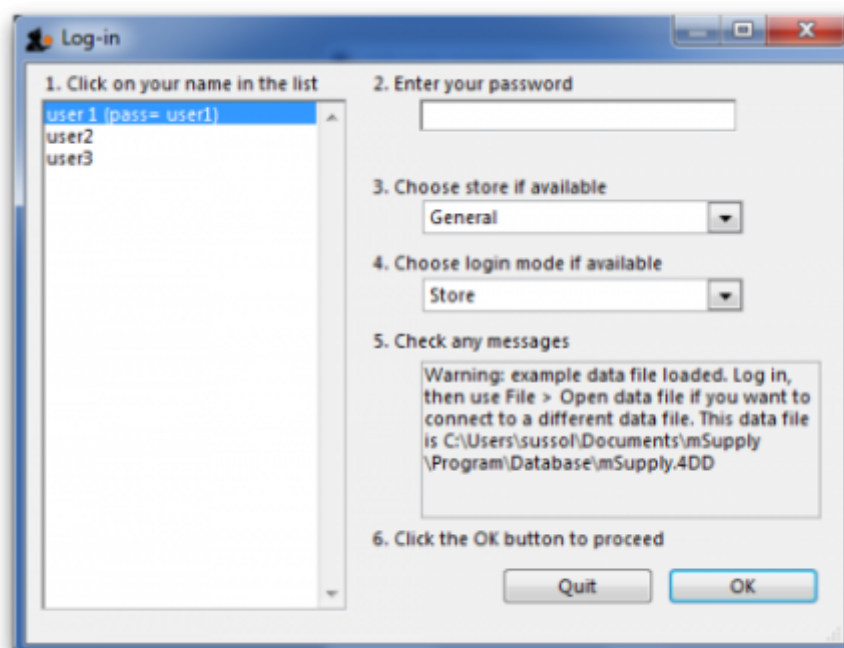 Log-in
1. Click on your name in the list
user 1 (pass= user1)
user2
user3
2. Enter your password
3. Choose store if available
General
4. Choose login mode if available
Store
5. Check any messages
Warning: example data file loaded. Log in,
then use File > Open data file if you want to
connect to a different data file. This data file
is C:\Users\sussol\Documents\mSupply
\Program\Database\mSupply.4DD
6. Click the OK button to proceed
Quit
OK